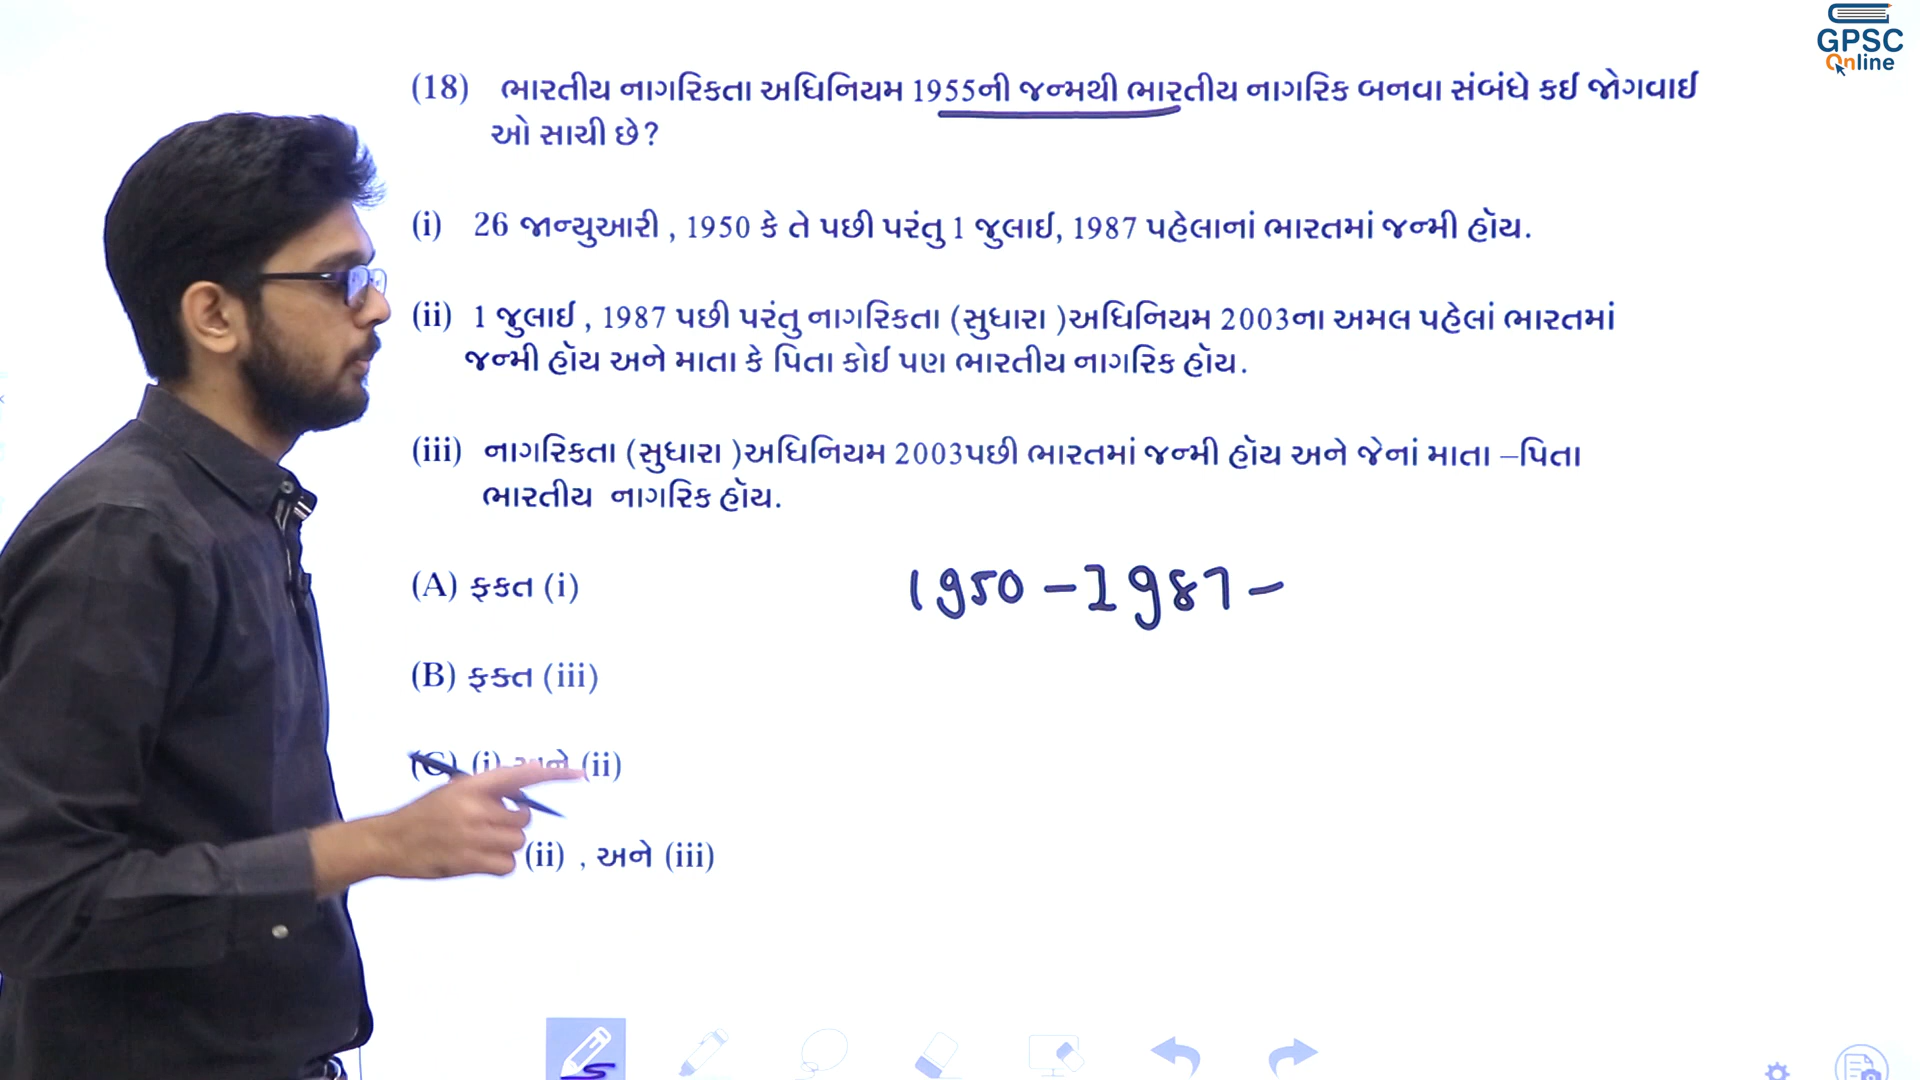 GPSC
Online
(18) ભારતીય નાગરિકતા અધિનિયમ 1955ની જન્મથી ભારતીય નાગરિક બનવા સંબંધે કઈ જોગવાઈ
ઓ સાચી છે?
(i) 26 જાન્યુઆરી , 1950 કે તે પછી પરંતુ 1 જુલાઈ, 1987 પહેલાનાં ભારતમાં જન્મી હૉય.
(ii) 1 જુલાઈ , 1987 પછી પરંતુ નાગરિકતા (સુધારા )અધિનિયમ 2003ના અમલ પહેલાં ભારતમાં
જન્મી હૉય અને માતા કે પિતા કોઈ પણ ભારતીય નાગરિક હૉય.
(iii) નાગરિકતા (સુધારા )અધિનિયમ 2003પછી ભારતમાં જન્મી હૉય અને જેનાં માતા –પિતા
ભારતીય નાગરિક હૉય.
(A) ફકત (i)
1950 – 1987 –
(B) ફકત (iii)
(C) (i) અને (ii)
(ii) , અને (iii)